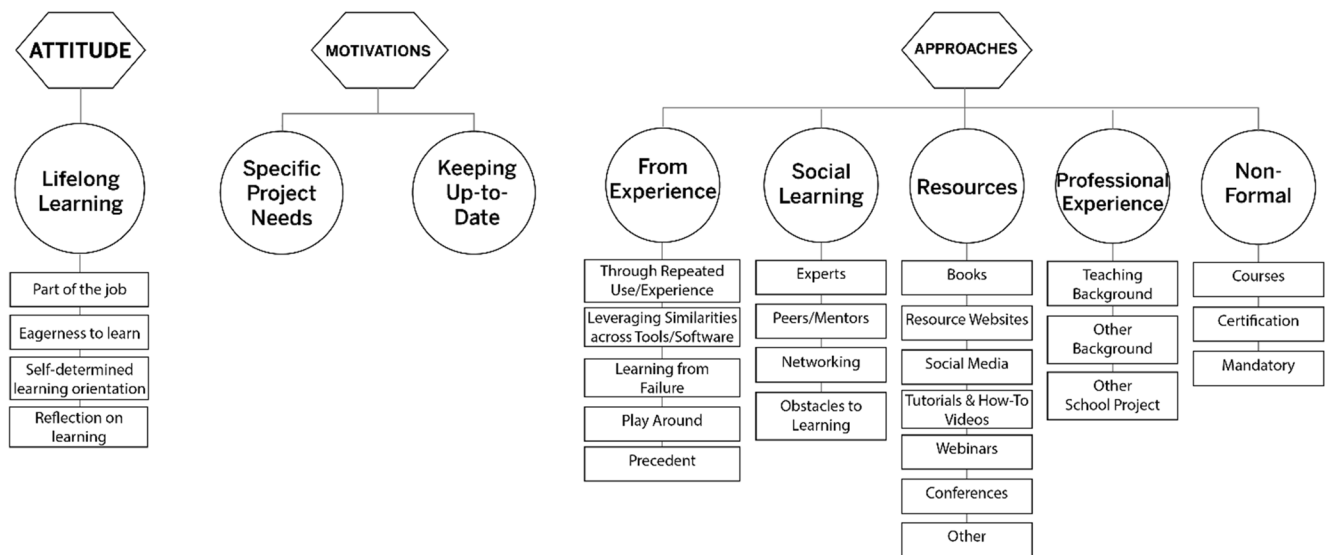 ATTITUDE
Lifelong
Learning
Part of the job
Eagerness to learn
Self-determined
learning orientation
Reflection on
learning
MOTIVATIONS
Specific
Project
Needs
Keeping
Up-to-
Date
APPROACHES
From
Experience
Through Repeated
Use/Experience
Leveraging Similarities
across Tools/Software
Learning from
Failure
Play Around
Precedent
Social
Learning
Experts
Peers/Mentors
Networking
Obstacles to
Learning
Resources
Books
Resource Websites
Social Media
Tutorials & How-To
Videos
Webinars
Conferences
Other
Professional
Experience
Teaching
Background
Other
Background
Other
School Project
Non-
Formal
Courses
Certification
Mandatory